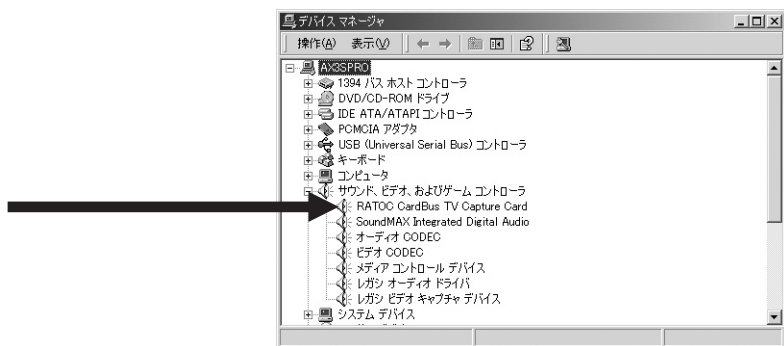 デバイス マネージャ
操作(A) 表示(V)
AX3SPRO
1394 バス ホスト コントローラ
DVD/CD-ROM ドライブ
IDE ATA/ATAPI コントローラ
PCMCIA アダプタ
USB (Universal Serial Bus) コントローラ
キーボード
コンピュータ
サウンド、ビデオ、およびゲーム コントローラ
RATOC CardBus TV Capture Card
SoundMAX Integrated Digital Audio
オーディオ CODEC
ビデオ CODEC
メディア コントロール デバイス
レガシ オーディオ ドライバ
レガシ ビデオ キャプチャ デバイス
システム デバイス